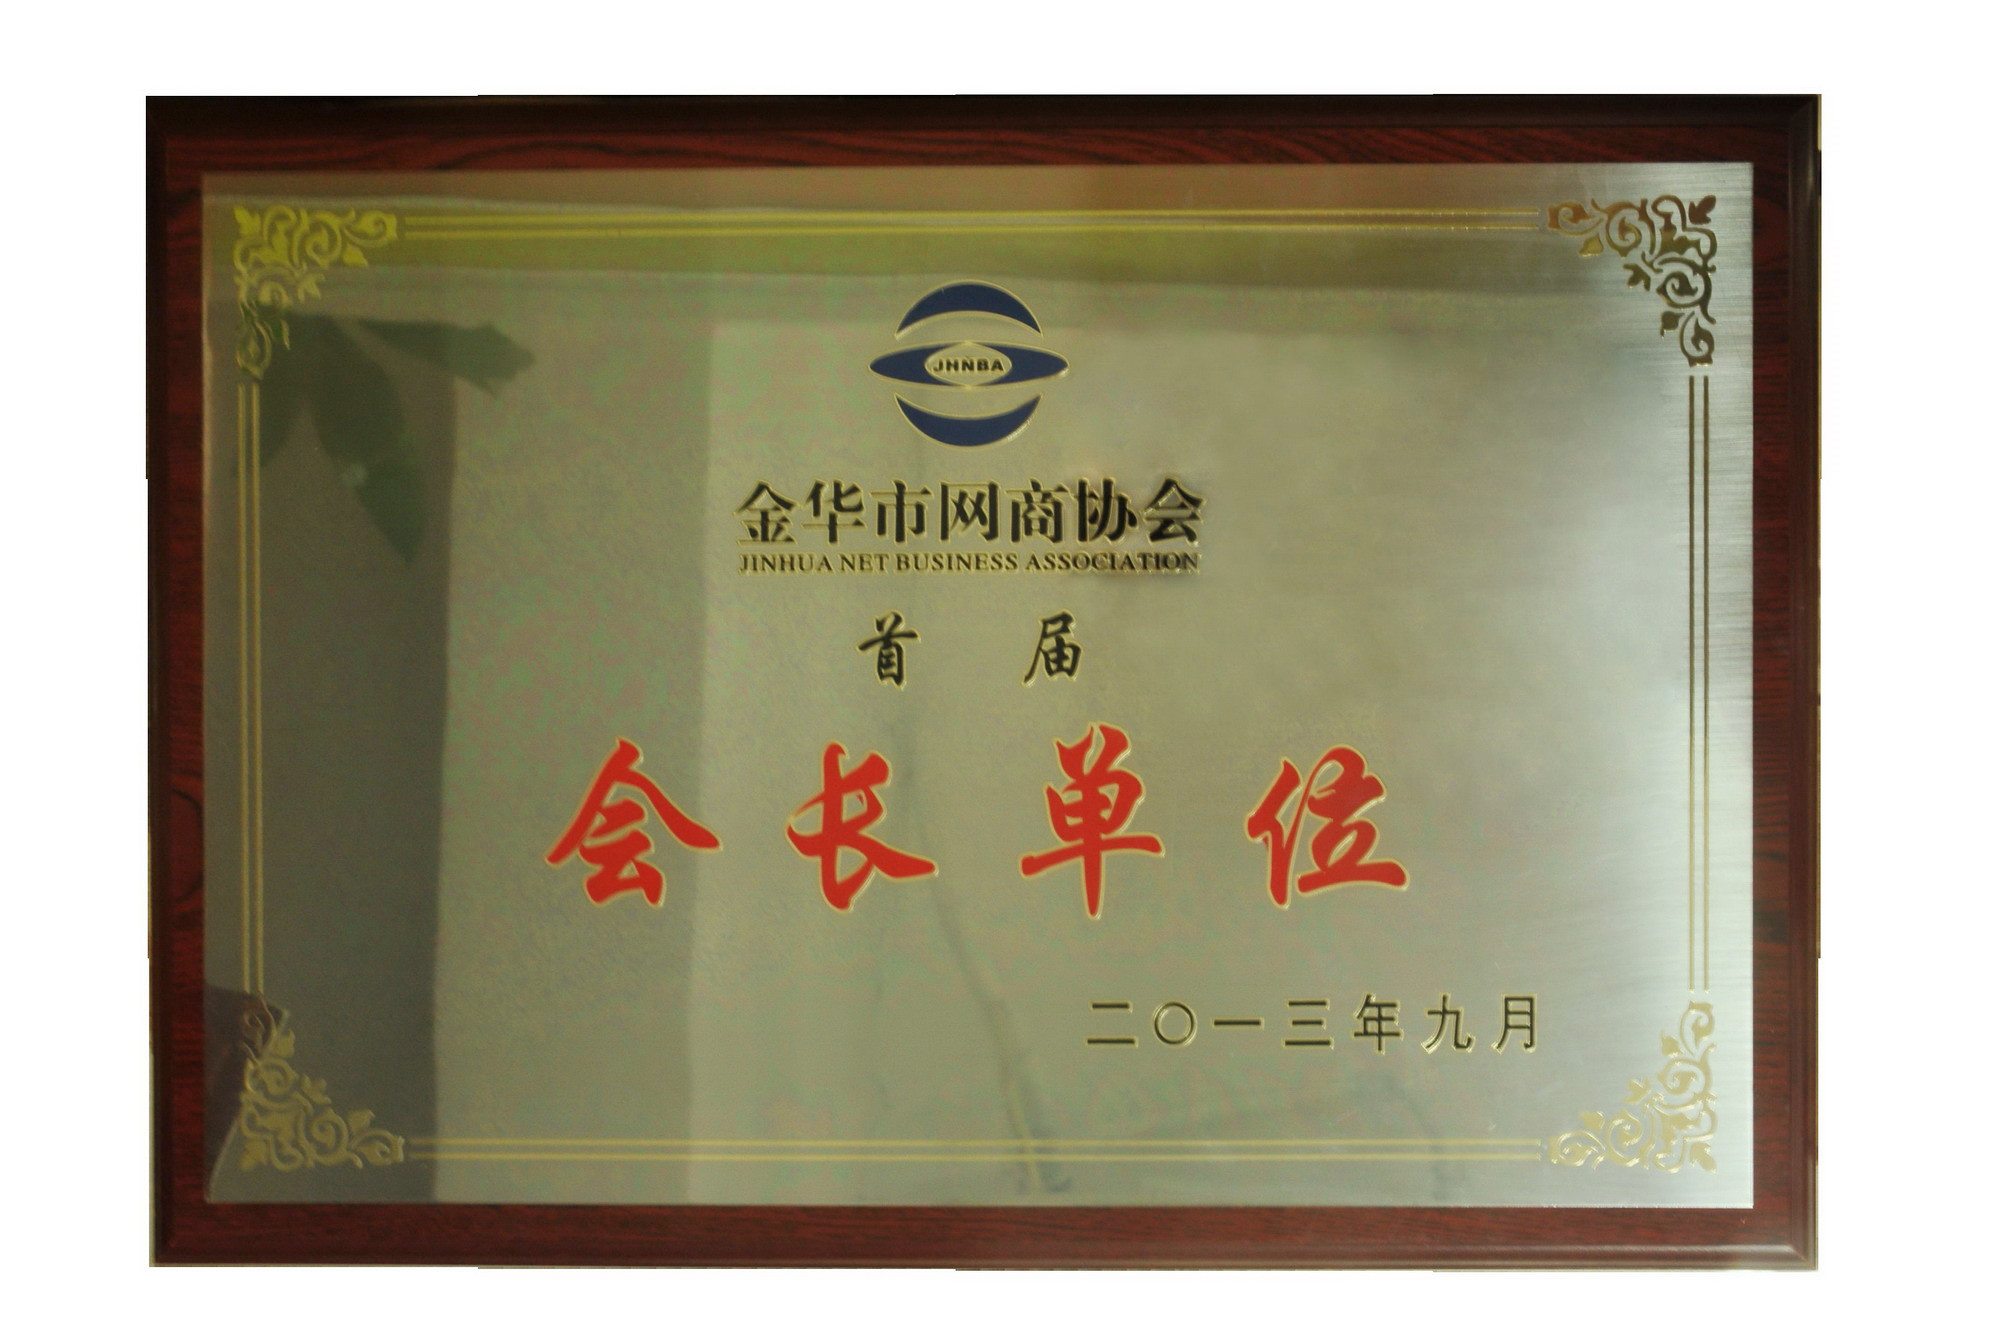 JHNBA
金华市网商协会
JINHUA NET BUSINESS ASSOCIATION
首届
会长单位
二〇一三年九月